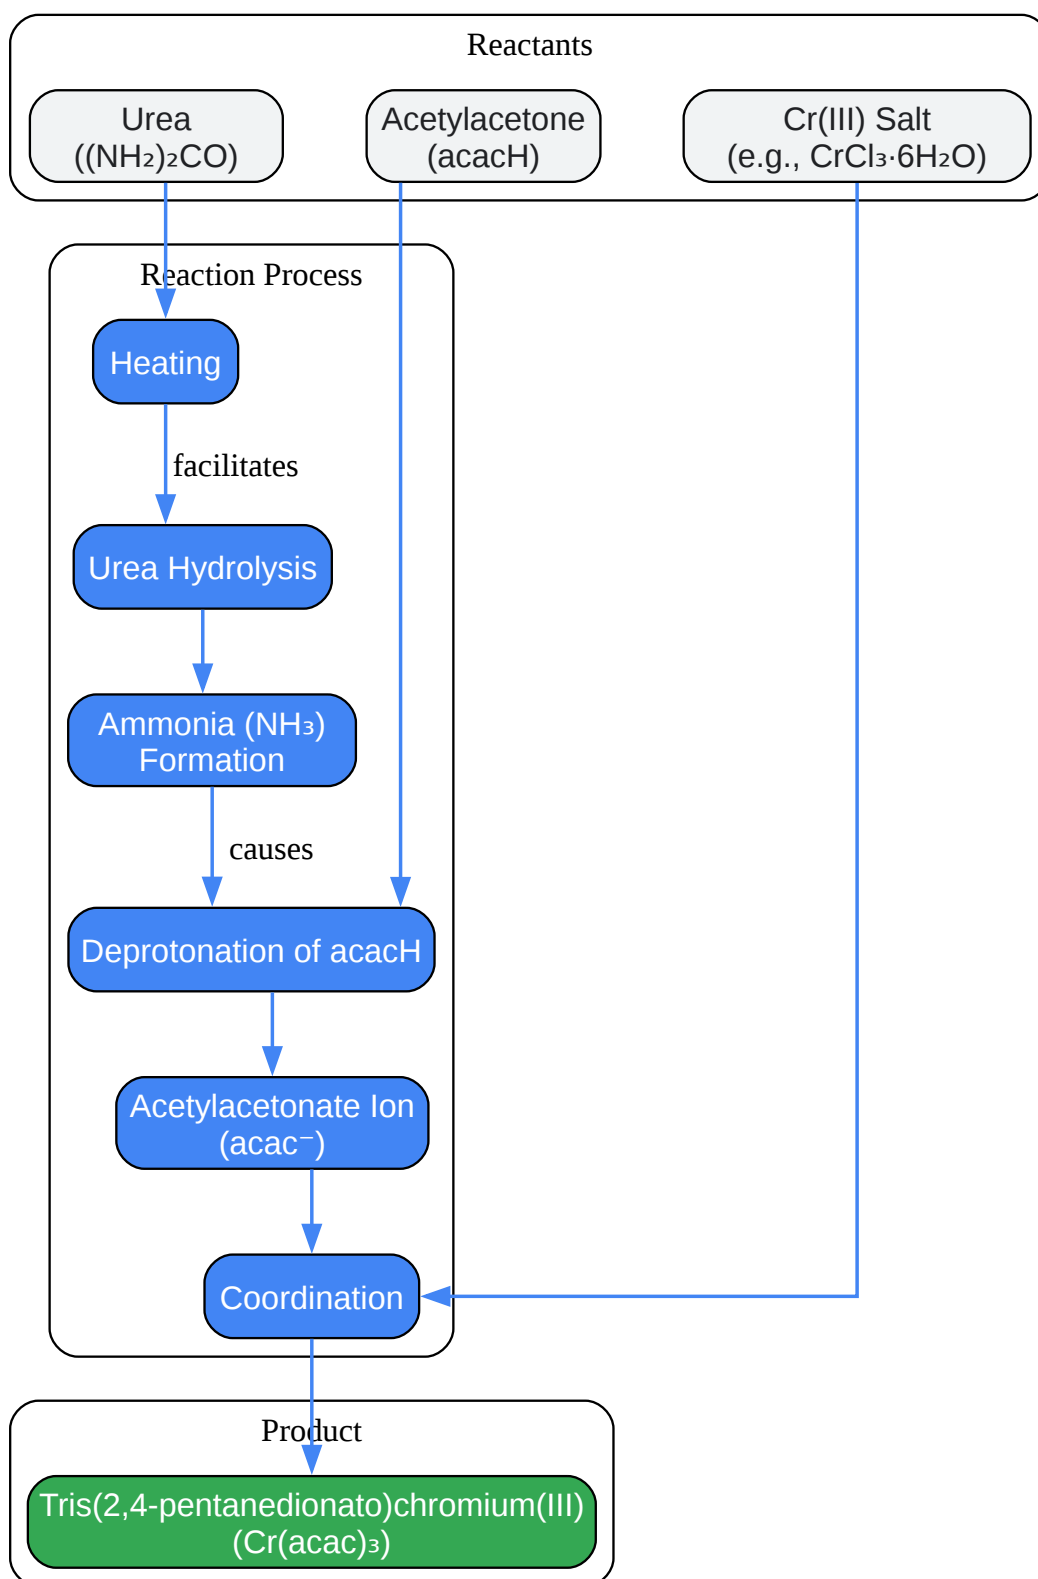 Reactants
Urea
((NH₂)₂CO)
Acetylacetone
(acacH)
Cr(III) Salt
(e.g., CrCl₃·6H₂O)
Reaction Process
Heating
facilitates
Urea Hydrolysis
Ammonia (NH₃)
Formation
causes
Deprotonation of acacH
Acetylacetonate Ion
(acac⁻)
Coordination
Product
Tris(2,4-pentanedionato)chromium(III)
(Cr(acac)₃)